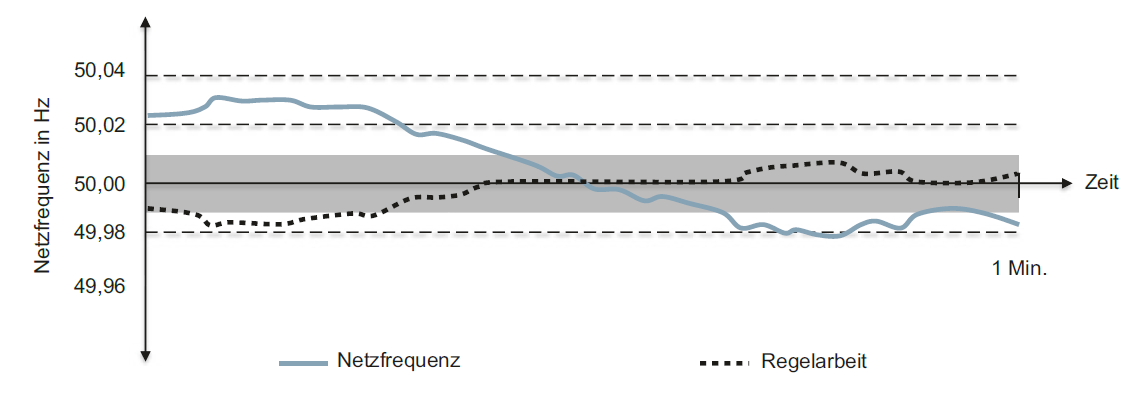 Netzfrequenz in Hz
50,04
50,02
50,00
49,98
49,96
Zeit
1 Min.
Netzfrequenz
Regelarbeit